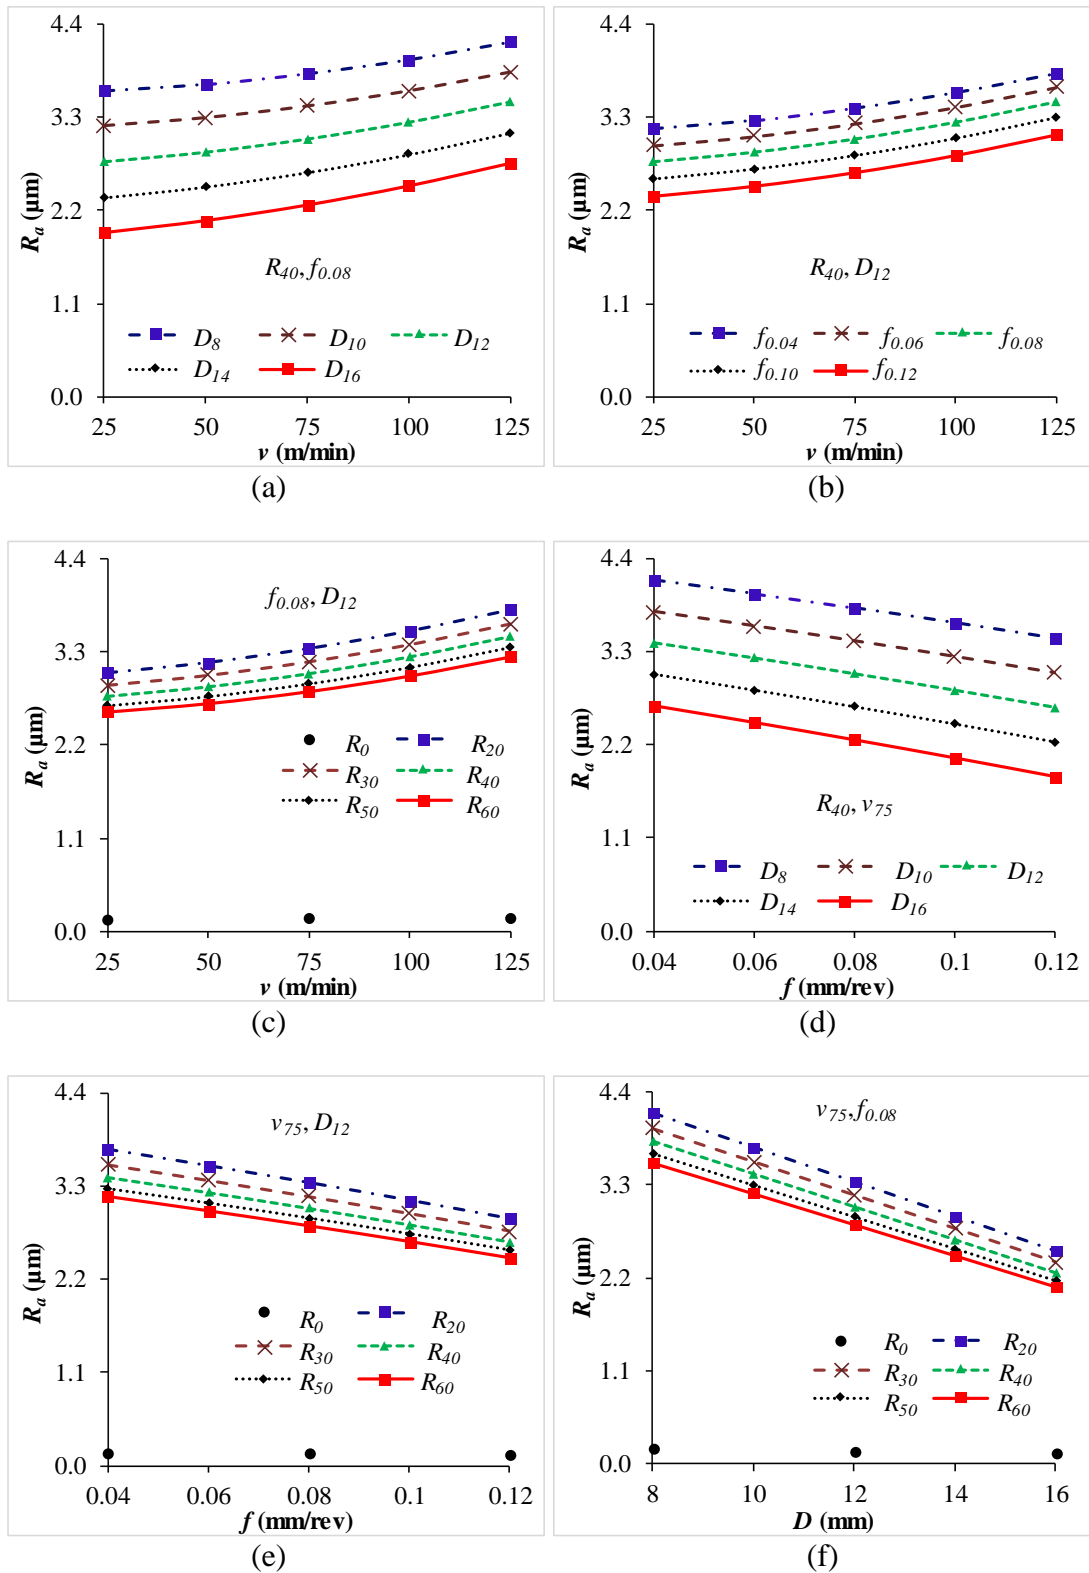 4.4
3.3
2.2
1.1
0.0
Rₐ (µm)
R₄₀, f₀.₀₈
D₈ D₁₀ D₁₂
D₁₄ D₁₆
25 50 75 100 125
v (m/min)
(a)
4.4
3.3
2.2
1.1
0.0
Rₐ (µm)
R₄₀, D₁₂
f₀.₀₄ f₀.₀₆ f₀.₀₈
f₀.₁₀ f₀.₁₂
25 50 75 100 125
v (m/min)
(b)
4.4
3.3
2.2
1.1
0.0
Rₐ (µm)
f₀.₀₈, D₁₂
R₀ R₂₀
R₃₀ R₄₀
R₅₀ R₆₀
25 50 75 100 125
v (m/min)
(c)
4.4
3.3
2.2
1.1
0.0
Rₐ (µm)
R₄₀, v₇₅
D₈ D₁₀ D₁₂
D₁₄ D₁₆
0.04 0.06 0.08 0.1 0.12
f (mm/rev)
(d)
4.4
3.3
2.2
1.1
0.0
Rₐ (µm)
v₇₅, D₁₂
R₀ R₂₀
R₃₀ R₄₀
R₅₀ R₆₀
0.04 0.06 0.08 0.1 0.12
f (mm/rev)
(e)
4.4
3.3
2.2
1.1
0.0
Rₐ (µm)
v₇₅, f₀.₀₈
R₀ R₂₀
R₃₀ R₄₀
R₅₀ R₆₀
8 10 12 14 16
D (mm)
(f)